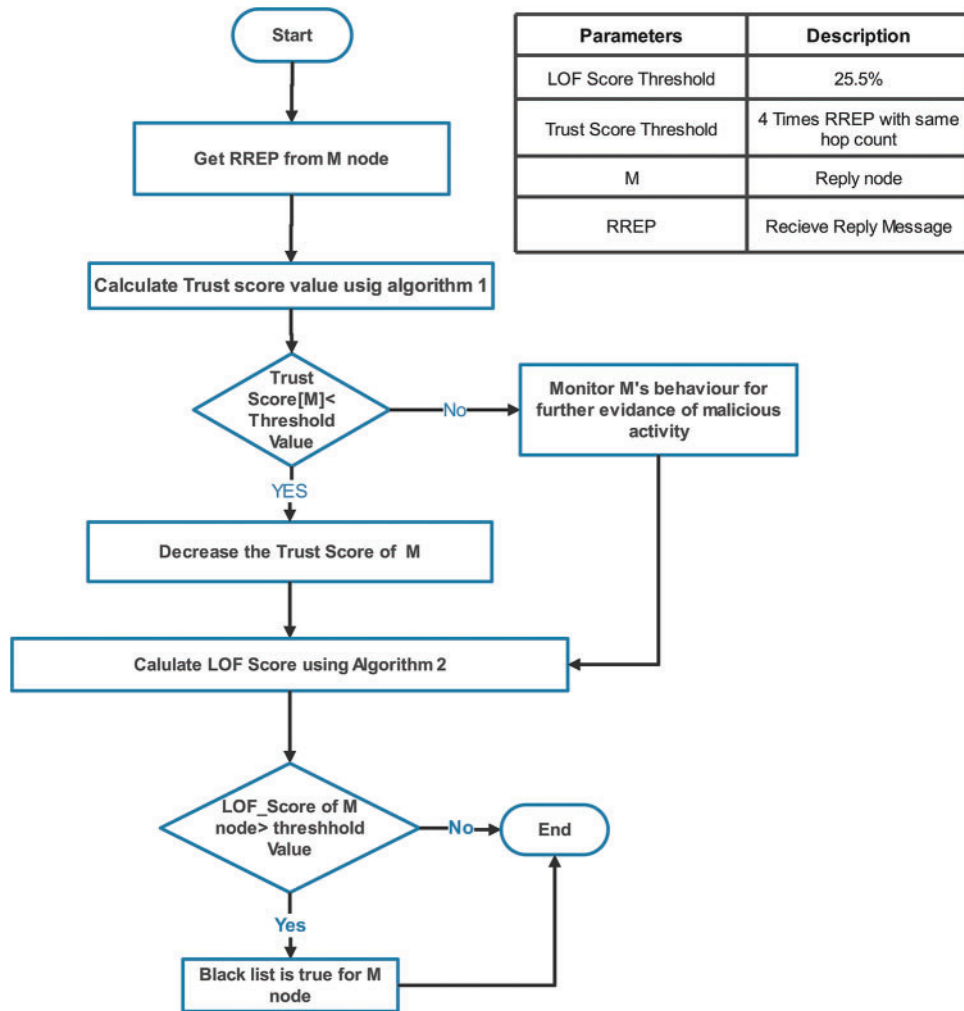 Start
Parameters
Description
LOF Score Threshold
25.5%
Trust Score Threshold
4 Times RREP with same
hop count
M
Reply node
RREP
Recieve Reply Message
Get RREP from M node
Calculate Trust score value usig algorithm 1
Trust
Score[M]<
Threshold
Value
No
Monitor M's behaviour for
further evidence of malicious
activity
YES
Decrease the Trust Score of M
Calulate LOF Score using Algorithm 2
LOF_Score of M
node> threshhold
Value
No
End
Yes
Black list is true for M
node